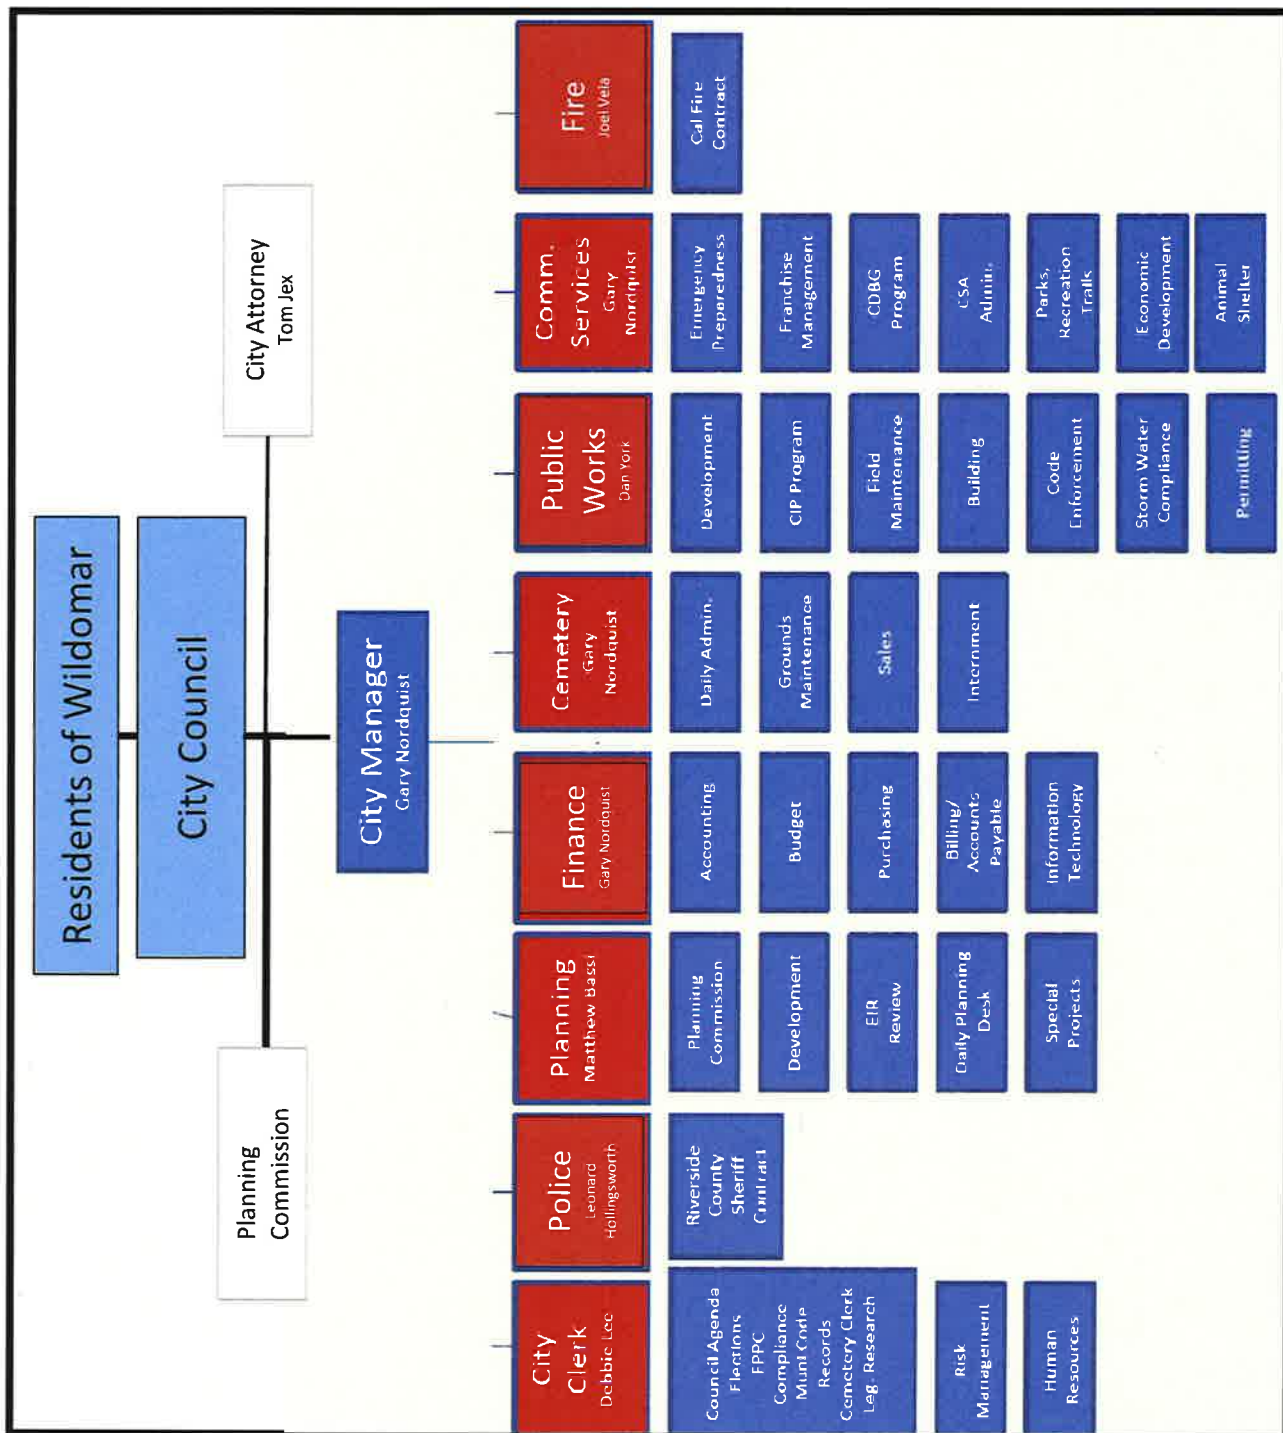 Residents of Wildomar
City Council
Planning
Commission
City Attorney
Tom Jex
City Manager
Gary Nordquist
City
Clerk
Debbie Lee
Council Agenda
Elections
FPPC
Compliance
Muni Code
Records
Cemetery Clerk
Leg. Research
Risk
Management
Human
Resources
Police
Leonard
Hollingsworth
Riverside
County
Sheriff
Contract
Planning
Matthew Bassi
Planning
Commission
Development
EIR
Review
Daily Planning
Desk
Special
Projects
Finance
Gary Nordquist
Accounting
Budget
Purchasing
Billing/
Accounts
Payable
Information
Technology
Cemetery
Gary
Nordquist
Daily Admin.
Grounds
Maintenance
Sales
Internment
Public
Works
Dan York
Development
CIP Program
Field
Maintenance
Building
Code
Enforcement
Storm Water
Compliance
Permitting
Comm.
Services
Gary
Nordquist
Emergency
Preparedness
Franchise
Management
CDBG
Program
CSA
Admin.
Parks,
Recreation
Trails
Economic
Development
Animal
Shelter
Fire
Joel Vela
Cal Fire
Contract